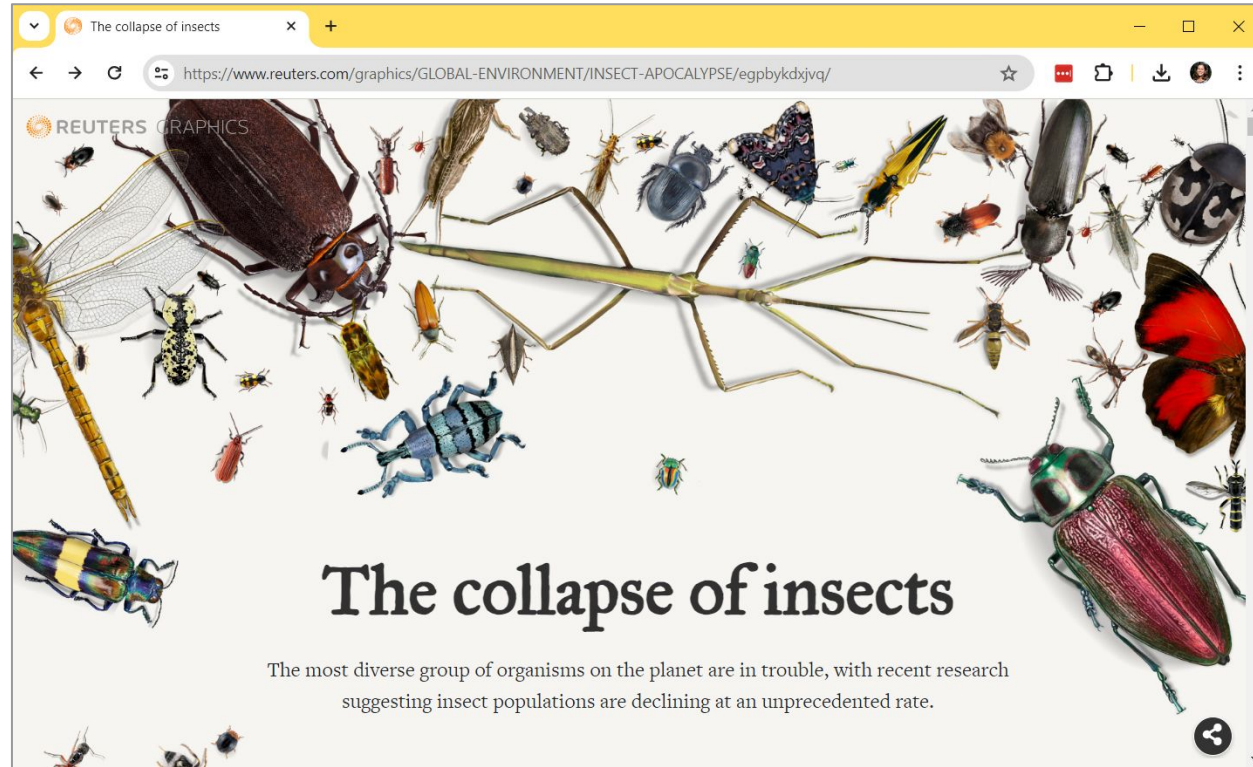 The collapse of insects
https://www.reuters.com/graphics/GLOBAL-ENVIRONMENT/INSECT-APOCALYPSE/egpbykdxjvq/
REUTERS GRAPHICS
The collapse of insects
The most diverse group of organisms on the planet are in trouble, with recent research
suggesting insect populations are declining at an unprecedented rate.